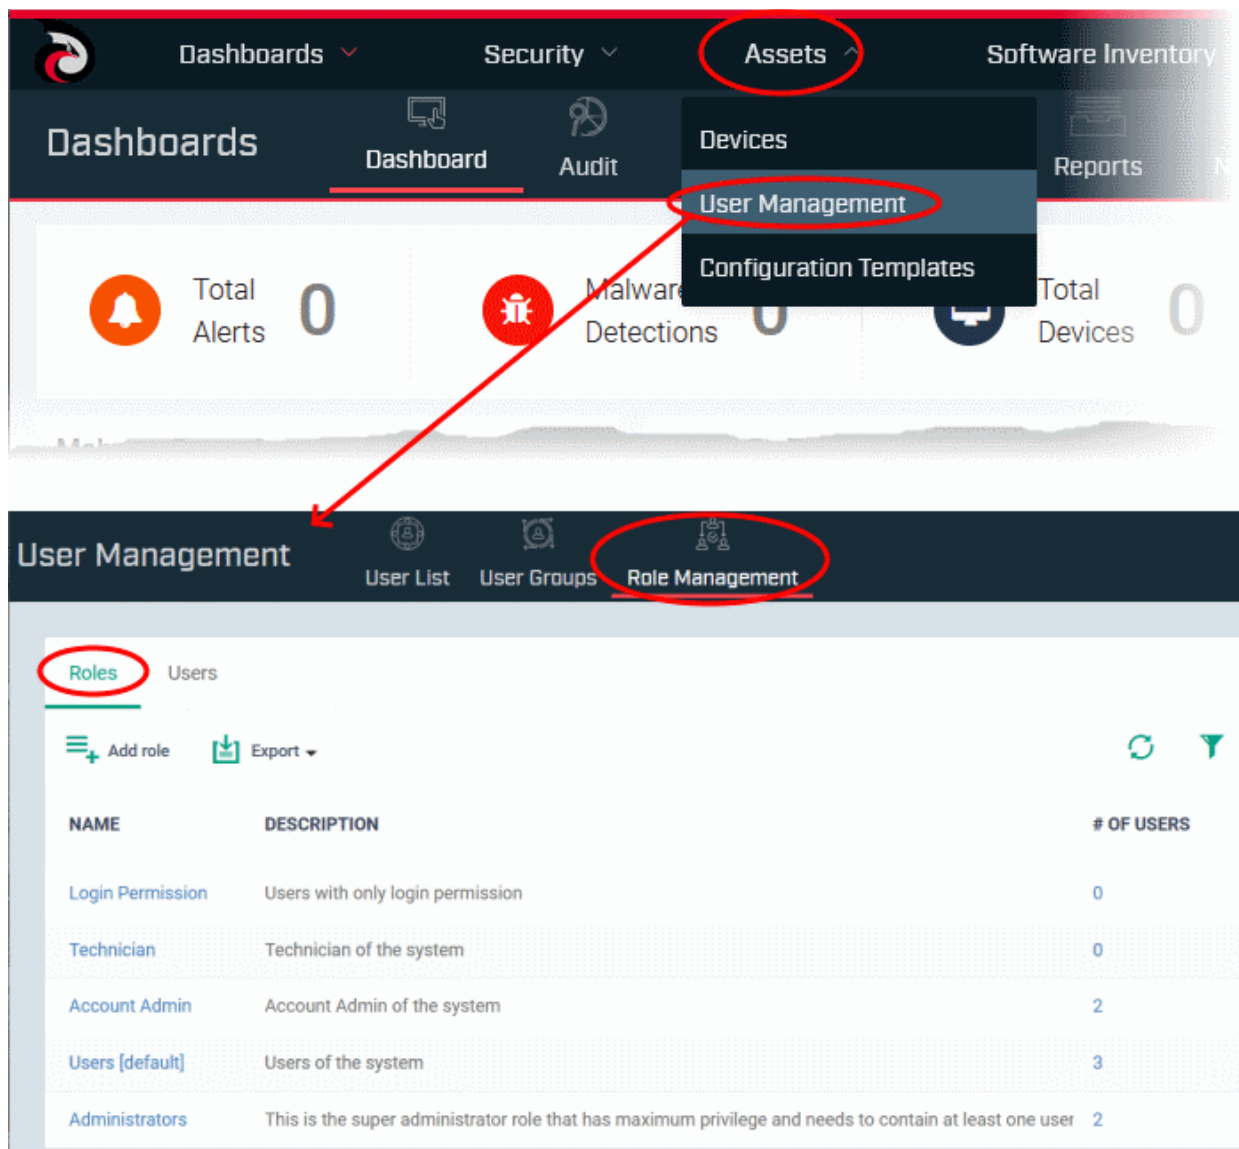 Dashboards Security Assets Software Inventory
Dashboards Dashboard Audit Reports
Devices
User Management
Configuration Templates
Total Alerts 0
Malware Detections 0
Total Devices 0
User Management User List User Groups Role Management
Roles Users
Add role Export
NAME DESCRIPTION # OF USERS
Login Permission Users with only login permission 0
Technician Technician of the system 0
Account Admin Account Admin of the system 2
Users [default] Users of the system 3
Administrators This is the super administrator role that has maximum privilege and needs to contain at least one user 2